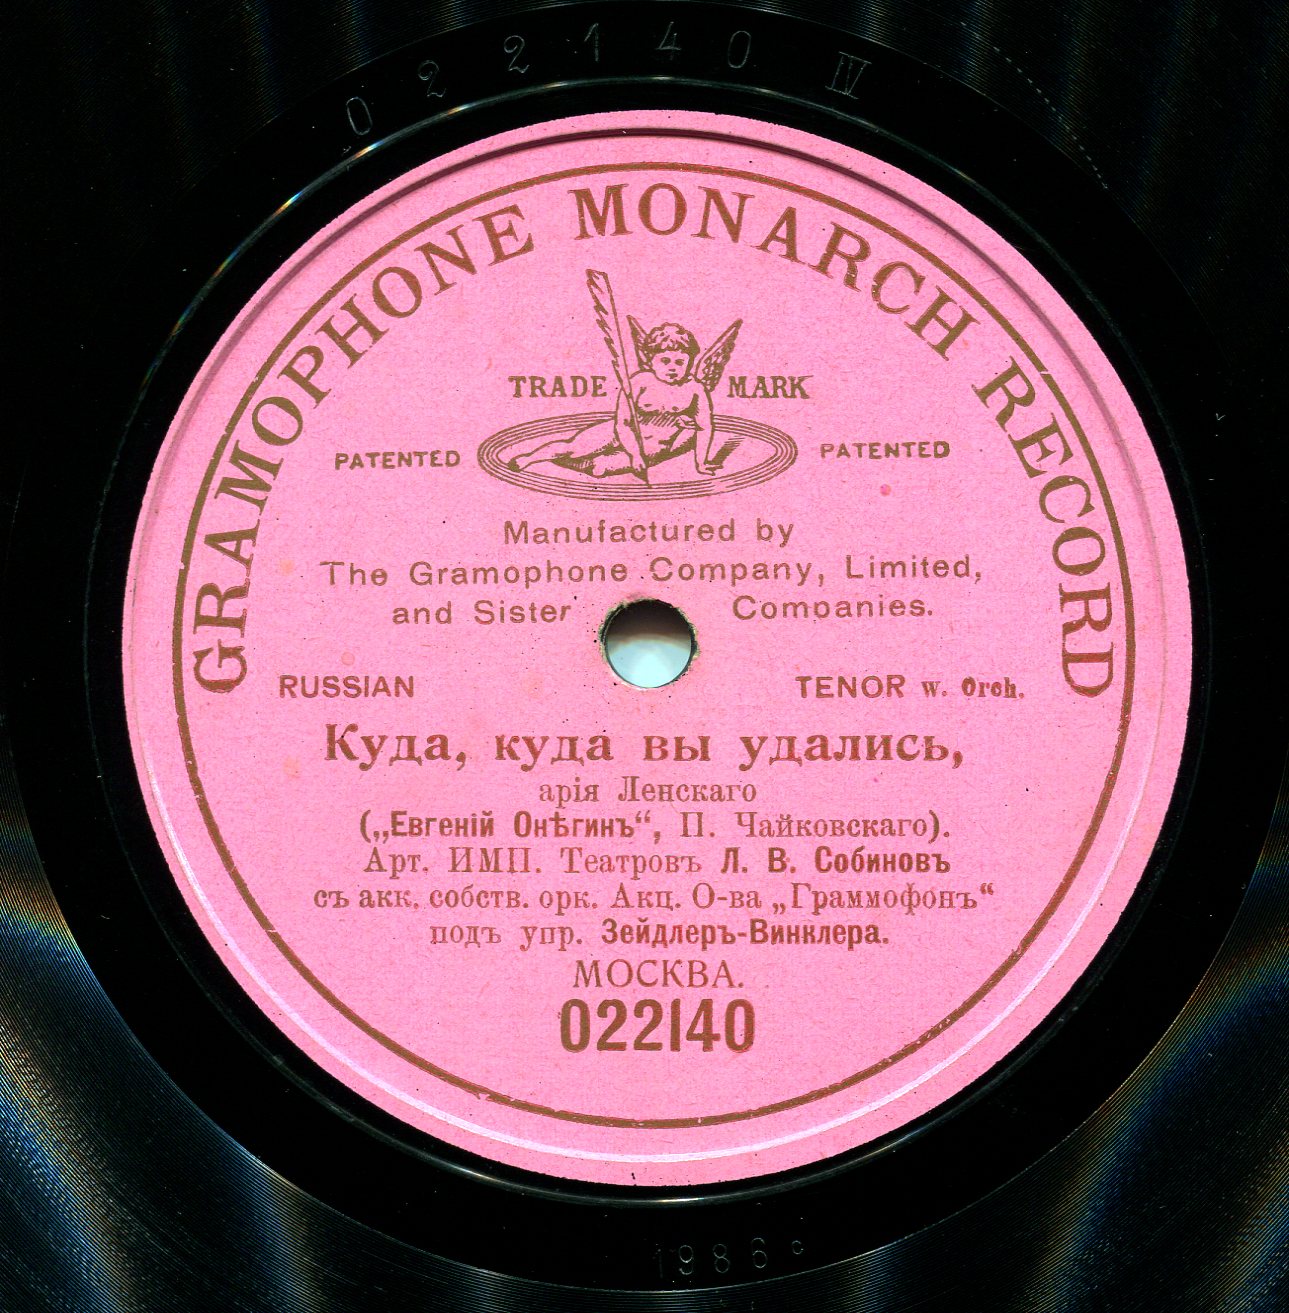 022140 IV
GRAMOPHONE MONARCH RECORD
TRADE MARK
PATENTED PATENTED
Manufactured by
The Gramophone Company, Limited,
and Sister Companies.
RUSSIAN TENOR w. Orch.
Куда, куда вы удались,
арія Ленскаго
(„Евгеній Онѣгинъ“, П. Чайковскаго).
Арт. ИМП. Театровъ Л. В. Собиновъ
съ акк. собств. орк. Акц. О-ва „Граммофонъ“
подъ упр. Зейдлеръ-Винклера.
МОСКВА.
022140
1986c